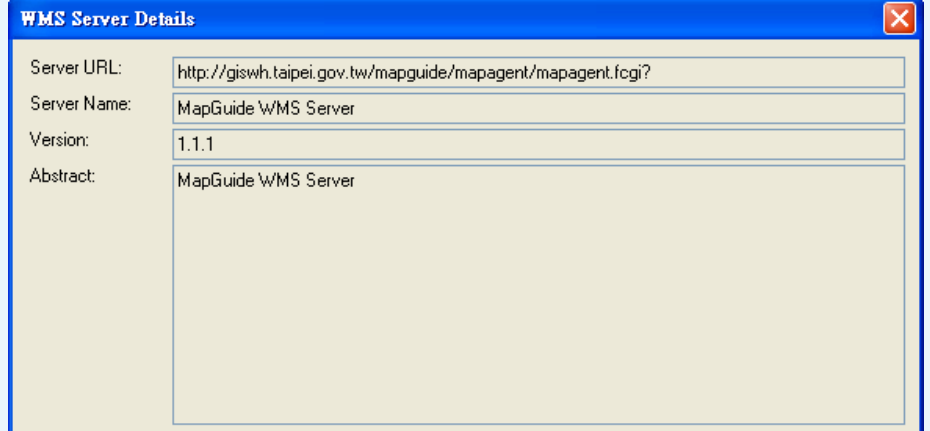 WMS Server Details
Server URL: http://giswh.taipei.gov.tw/mapguide/mapagent/mapagent.fcgi?
Server Name: MapGuide WMS Server
Version: 1.1.1
Abstract: MapGuide WMS Server